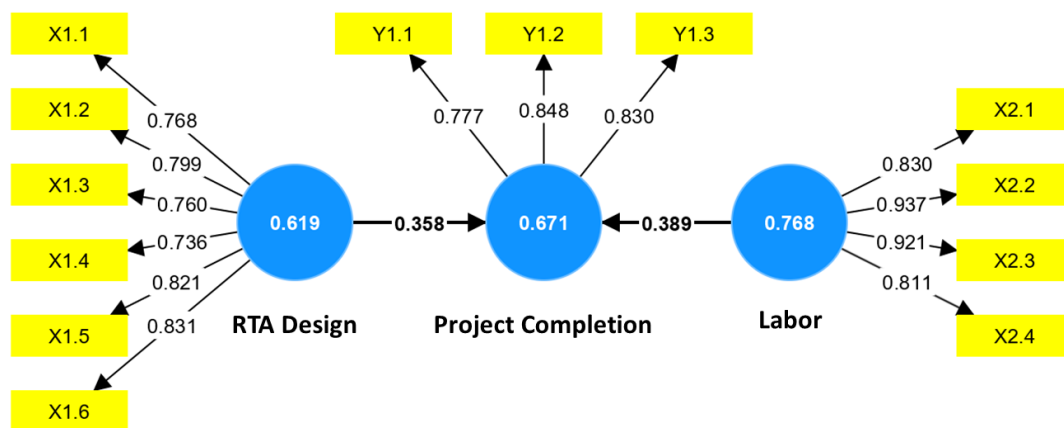 X1.1
X1.2
X1.3
X1.4
X1.5
X1.6
0.768
0.799
0.760
0.736
0.821
0.831
0.619
RTA Design
0.358
Y1.1
Y1.2
Y1.3
0.777
0.848
0.830
0.671
Project Completion
0.389
0.768
Labor
0.830
0.937
0.921
0.811
X2.1
X2.2
X2.3
X2.4